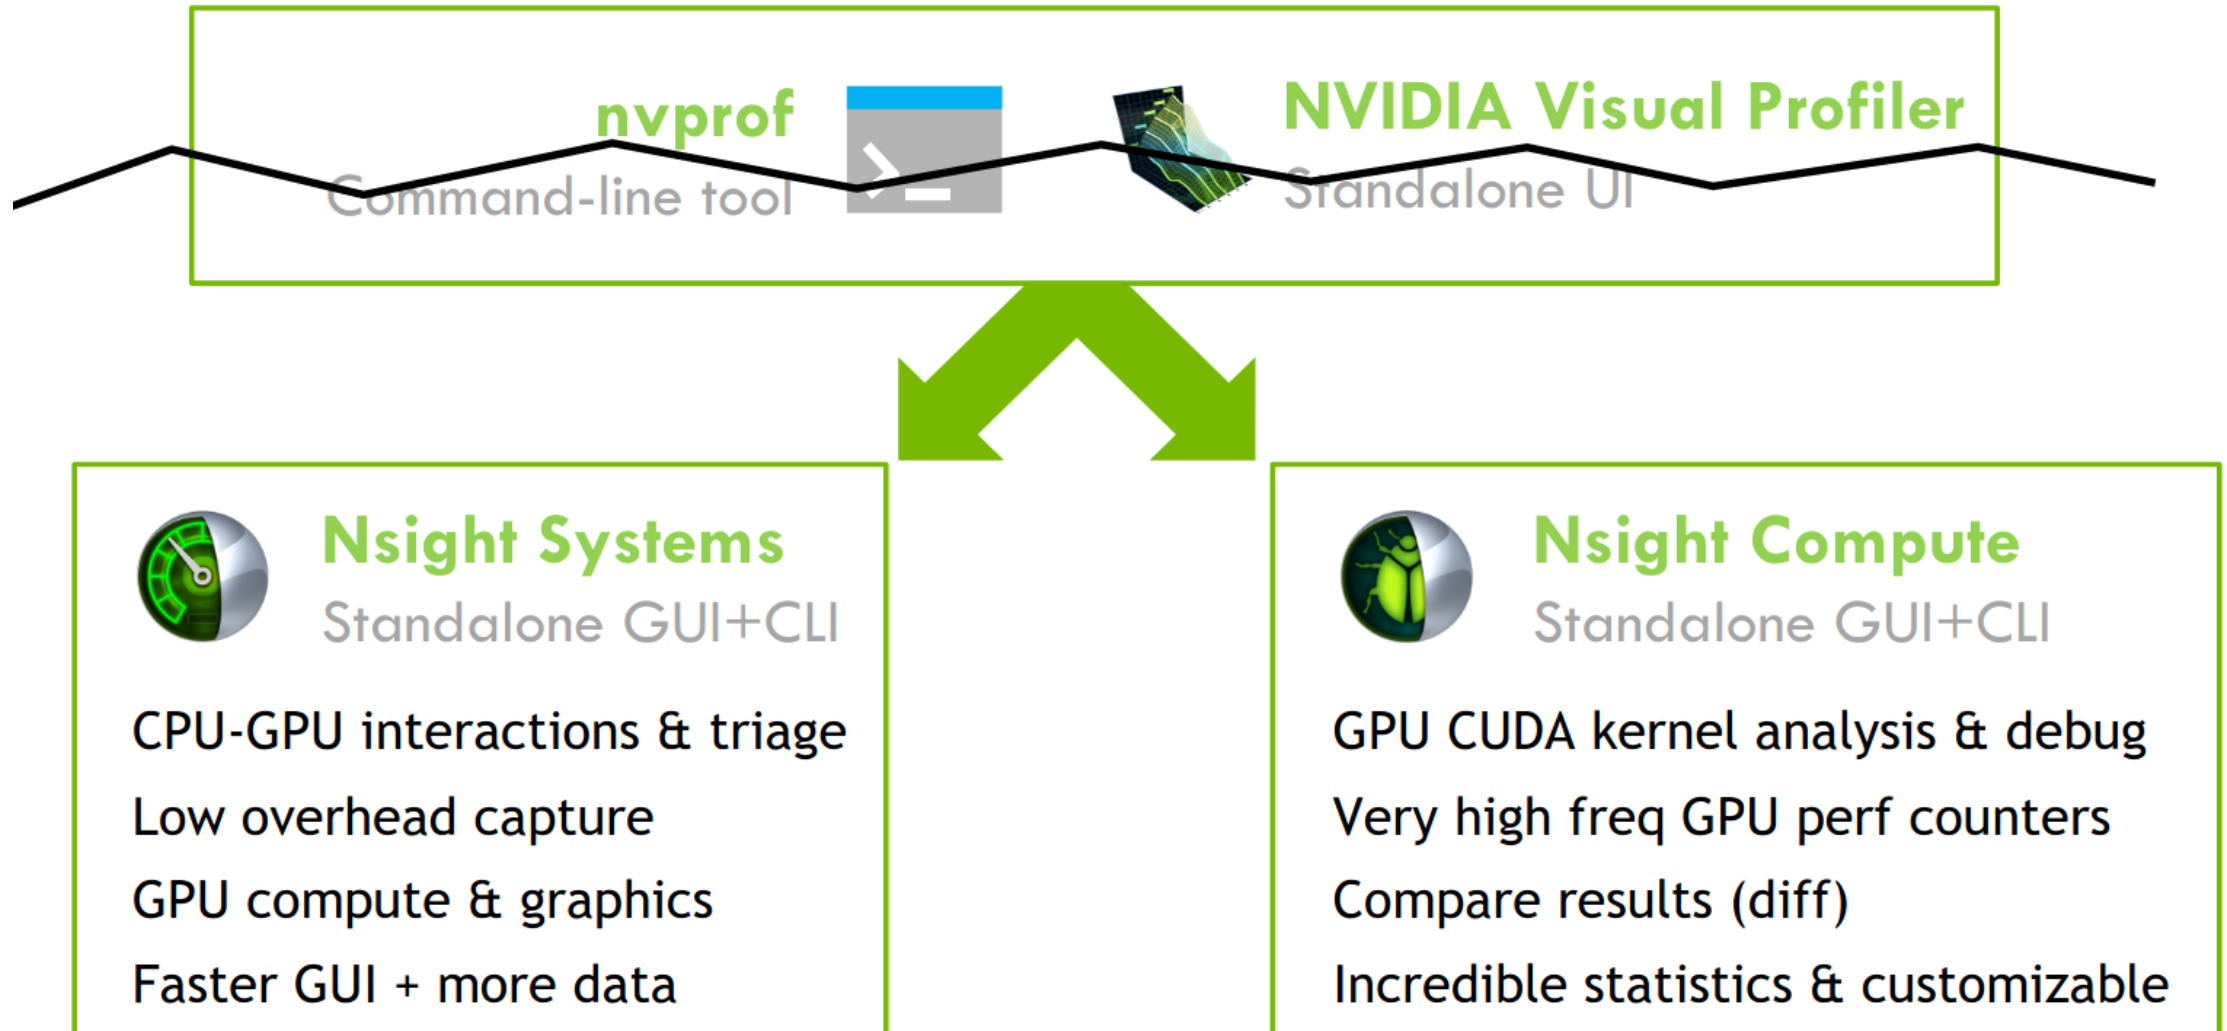 nvprof
Command-line tool
NVIDIA Visual Profiler
Standalone UI
Nsight Systems
Standalone GUI+CLI
CPU-GPU interactions & triage
Low overhead capture
GPU compute & graphics
Faster GUI + more data
Nsight Compute
Standalone GUI+CLI
GPU CUDA kernel analysis & debug
Very high freq GPU perf counters
Compare results (diff)
Incredible statistics & customizable